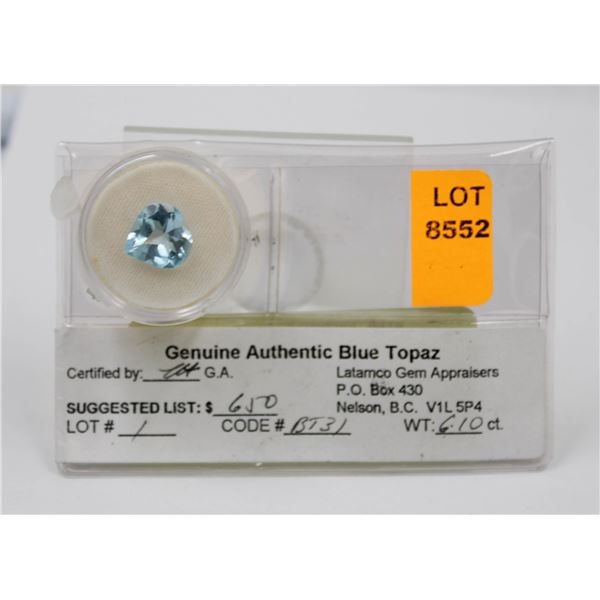 LOT
8552
Genuine Authentic Blue Topaz
Certified by: G.A. Latamco Gem Appraisers
P.O. Box 430
SUGGESTED LIST: $ 650 Nelson, B.C. V1L 5P4
LOT # 1 CODE # BT31 WT: 6.10 ct.